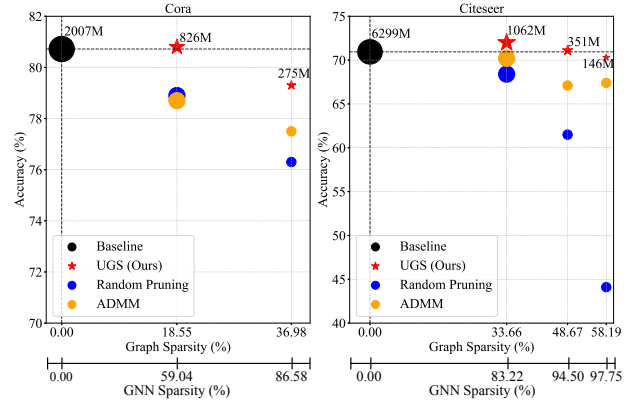 Cora
82
80
78
76
74
72
70
Accuracy (%)
2007M
826M
275M
Baseline
UGS (Ours)
Random Pruning
ADMM
0.00
18.55
36.98
Graph Sparsity (%)
0.00
59.04
86.58
GNN Sparsity (%)
Citeseer
75
70
65
60
55
50
45
40
Accuracy (%)
6299M
1062M
351M
146M
Baseline
UGS (Ours)
Random Pruning
ADMM
0.00
33.66
48.67
58.19
Graph Sparsity (%)
0.00
83.22
94.50
97.75
GNN Sparsity (%)